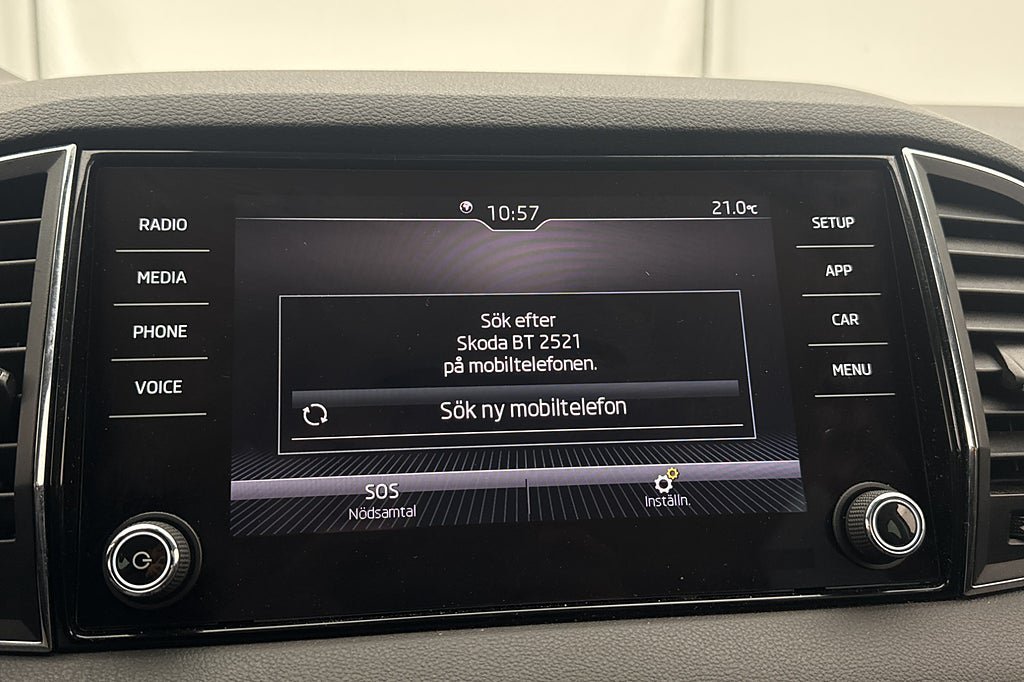 10:57
21.0°C
RADIO
MEDIA
PHONE
VOICE
Sök efter
Skoda BT 2521
på mobiltelefonen.
Sök ny mobiltelefon
SOS
Nödsamtal
Inställn.
SETUP
APP
CAR
MENU